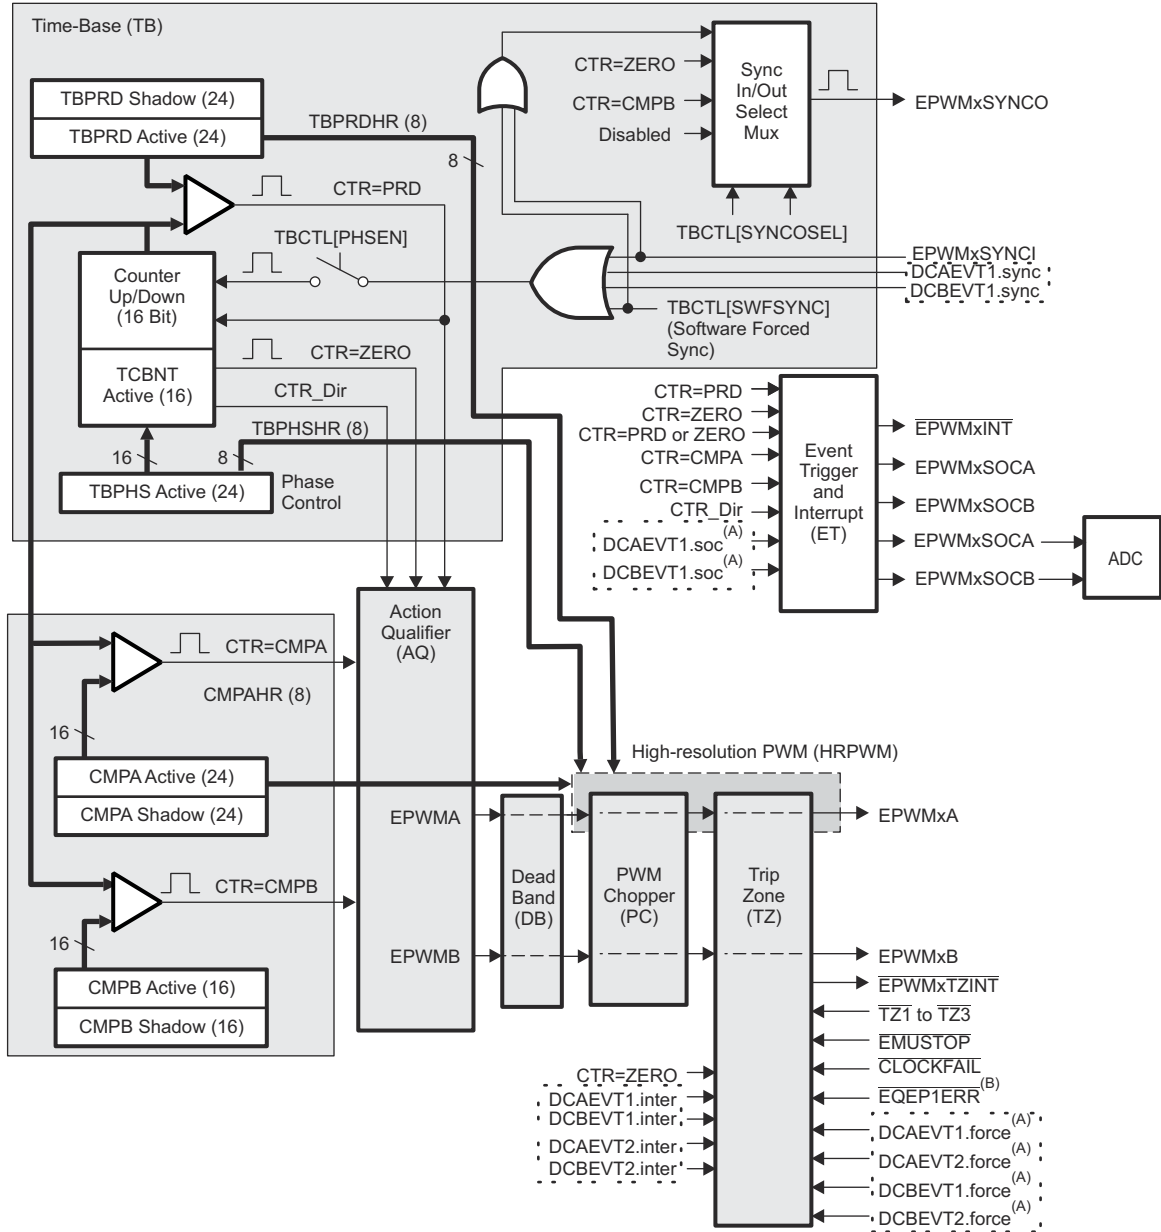 Time-Base (TB)
TBPRD Shadow (24)
TBPRD Active (24)
TBPRDHR (8)
8
CTR=PRD
TBCTL[PHSEN]
Counter
Up/Down
(16 Bit)
TCBNT
Active (16)
CTR=ZERO
CTR_Dir
TBPHSHR (8)
16
8
TBPHS Active (24)
Phase
Control
CTR=ZERO
CTR=CMPB
Disabled
Sync
In/Out
Select
Mux
EPWMxSYNCO
TBCTL[SYNCOSEL]
EPWMxSYNCI
DCAEVT1.sync
DCBEVT1.sync
TBCTL[SWFSYNC]
(Software Forced
Sync)
CTR=PRD
CTR=ZERO
CTR=PRD or ZERO
CTR=CMPA
CTR=CMPB
CTR_Dir
DCAEVT1.soc(A)
DCBEVT1.soc(A)
Event
Trigger
and
Interrupt
(ET)
EPWMxINT
EPWMxSOCA
EPWMxSOCB
EPWMxSOCA
EPWMxSOCB
ADC
Action
Qualifier
(AQ)
CTR=CMPA
CMPAHR (8)
16
CMPA Active (24)
CMPA Shadow (24)
CTR=CMPB
16
CMPB Active (16)
CMPB Shadow (16)
EPWMA
EPWMB
High-resolution PWM (HRPWM)
Dead
Band
(DB)
PWM
Chopper
(PC)
Trip
Zone
(TZ)
EPWMxA
EPWMxB
EPWMxTZINT
TZ1 to TZ3
EMUSTOP
CLOCKFAIL
EQEP1ERR(B)
DCAEVT1.force(A)
DCAEVT2.force(A)
DCBEVT1.force(A)
DCBEVT2.force(A)
CTR=ZERO
DCAEVT1.inter
DCBEVT1.inter
DCAEVT2.inter
DCBEVT2.inter